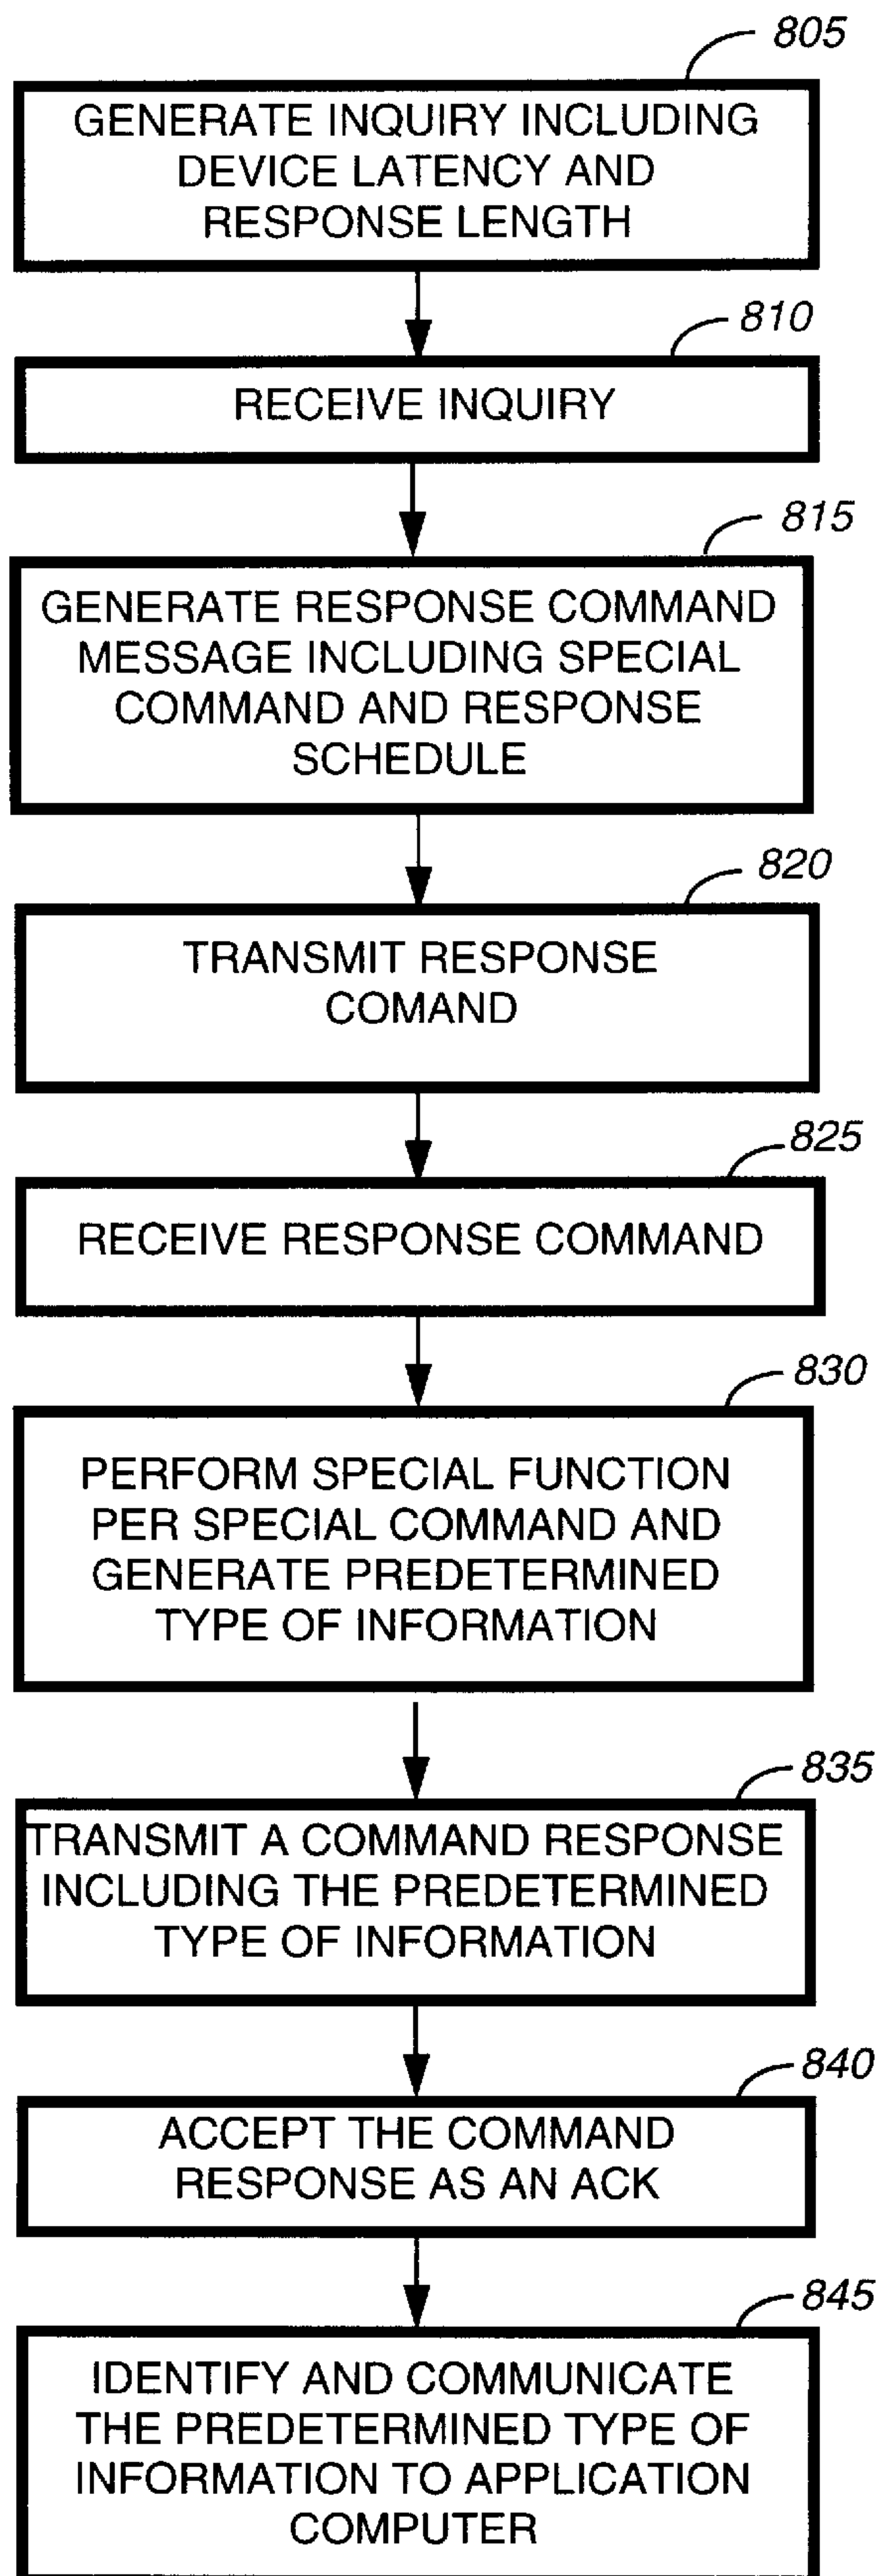 805
GENERATE INQUIRY INCLUDING
DEVICE LATENCY AND
RESPONSE LENGTH
810
RECEIVE INQUIRY
815
GENERATE RESPONSE COMMAND
MESSAGE INCLUDING SPECIAL
COMMAND AND RESPONSE
SCHEDULE
820
TRANSMIT RESPONSE
COMAND
825
RECEIVE RESPONSE COMMAND
830
PERFORM SPECIAL FUNCTION
PER SPECIAL COMMAND AND
GENERATE PREDETERMINED
TYPE OF INFORMATION
835
TRANSMIT A COMMAND RESPONSE
INCLUDING THE PREDETERMINED
TYPE OF INFORMATION
840
ACCEPT THE COMMAND
RESPONSE AS AN ACK
845
IDENTIFY AND COMMUNICATE
THE PREDETERMINED TYPE OF
INFORMATION TO APPLICATION
COMPUTER